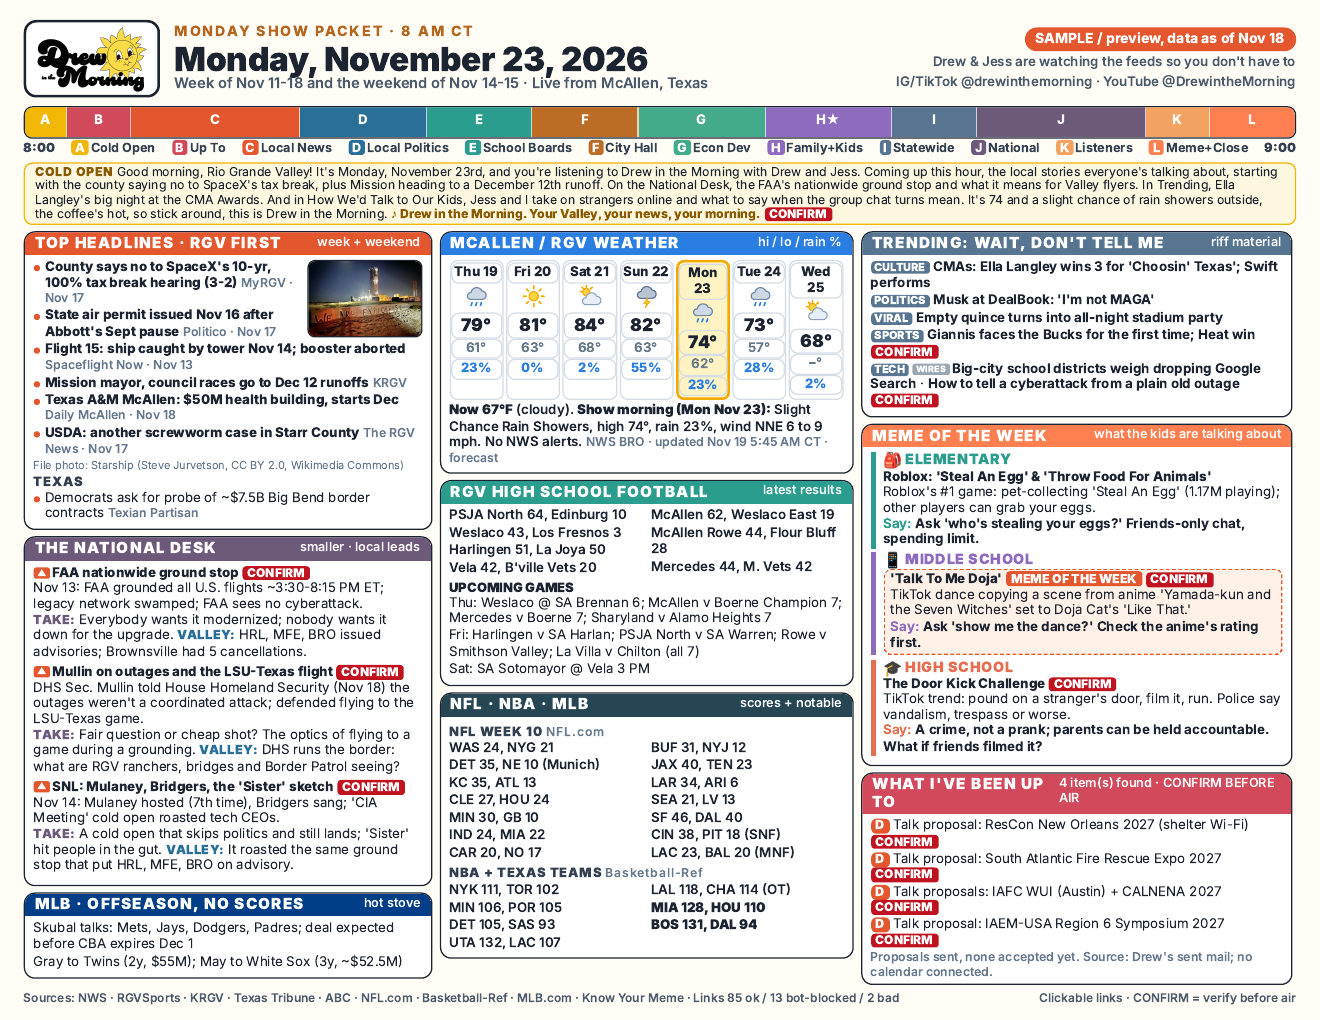 Drew
in the
Morning
MONDAY SHOW PACKET · 8 AM CT
Monday, November 23, 2026
Week of Nov 11-18 and the weekend of Nov 14-15 · Live from McAllen, Texas
SAMPLE / preview, data as of Nov 18
Drew & Jess are watching the feeds so you don't have to
IG/TikTok @drewinthemorning · YouTube @DrewintheMorning
A B C D E F G H★ I J K L
8:00 A Cold Open B Up To C Local News D Local Politics E School Boards F City Hall G Econ Dev H Family+Kids I Statewide J National K Listeners L Meme+Close 9:00
COLD OPEN Good morning, Rio Grande Valley! It's Monday, November 23rd, and you're listening to Drew in the Morning with Drew and Jess. Coming up this hour, the local stories everyone's talking about, starting
with the county saying no to SpaceX's tax break, plus Mission heading to a December 12th runoff. On the National Desk, the FAA's nationwide ground stop and what it means for Valley flyers. In Trending, Ella
Langley's big night at the CMA Awards. And in How We'd Talk to Our Kids, Jess and I take on strangers online and what to say when the group chat turns mean. It's 74 and a slight chance of rain showers outside,
the coffee's hot, so stick around, this is Drew in the Morning. ♪ Drew in the Morning. Your Valley, your news, your morning. CONFIRM
TOP HEADLINES · RGV FIRST week + weekend
• County says no to SpaceX's 10-yr,
100% tax break hearing (3-2) MyRGV ·
Nov 17
• State air permit issued Nov 16 after
Abbott's Sept pause Politico · Nov 17
• Flight 15: ship caught by tower Nov 14; booster aborted
Spaceflight Now · Nov 13
• Mission mayor, council races go to Dec 12 runoffs KRGV
• Texas A&M McAllen: $50M health building, starts Dec
Daily McAllen · Nov 18
• USDA: another screwworm case in Starr County The RGV
News · Nov 17
File photo: Starship (Steve Jurvetson, CC BY 2.0, Wikimedia Commons)
TEXAS
• Democrats ask for probe of ~$7.5B Big Bend border
contracts Texian Partisan
THE NATIONAL DESK smaller · local leads
FAA nationwide ground stop CONFIRM
Nov 13: FAA grounded all U.S. flights ~3:30-8:15 PM ET;
legacy network swamped; FAA sees no cyberattack.
TAKE: Everybody wants it modernized; nobody wants it
down for the upgrade. VALLEY: HRL, MFE, BRO issued
advisories; Brownsville had 5 cancellations.
Mullin on outages and the LSU-Texas flight CONFIRM
DHS Sec. Mullin told House Homeland Security (Nov 18) the
outages weren't a coordinated attack; defended flying to the
LSU-Texas game.
TAKE: Fair question or cheap shot? The optics of flying to a
game during a grounding. VALLEY: DHS runs the border:
what are RGV ranchers, bridges and Border Patrol seeing?
SNL: Mulaney, Bridgers, the 'Sister' sketch CONFIRM
Nov 14: Mulaney hosted (7th time), Bridgers sang; 'CIA
Meeting' cold open roasted tech CEOs.
TAKE: A cold open that skips politics and still lands; 'Sister'
hit people in the gut. VALLEY: It roasted the same ground
stop that put HRL, MFE, BRO on advisory.
MLB · OFFSEASON, NO SCORES hot stove
Skubal talks: Mets, Jays, Dodgers, Padres; deal expected
before CBA expires Dec 1
Gray to Twins (2y, $55M); May to White Sox (3y, ~$52.5M)
MCALLEN / RGV WEATHER hi / lo / rain %
Thu 19 Fri 20 Sat 21 Sun 22 Mon 23 Tue 24 Wed 25
79° 81° 84° 82° 74° 73° 68°
61° 63° 68° 63° 62° 57° –°
23% 0% 2% 55% 23% 28% 2%
Now 67°F (cloudy). Show morning (Mon Nov 23): Slight
Chance Rain Showers, high 74°, rain 23%, wind NNE 6 to 9
mph. No NWS alerts. NWS BRO · updated Nov 19 5:45 AM CT ·
forecast
RGV HIGH SCHOOL FOOTBALL latest results
PSJA North 64, Edinburg 10
Weslaco 43, Los Fresnos 3
Harlingen 51, La Joya 50
Vela 42, B'ville Vets 20
McAllen 62, Weslaco East 19
McAllen Rowe 44, Flour Bluff
28
Mercedes 44, M. Vets 42
UPCOMING GAMES
Thu: Weslaco @ SA Brennan 6; McAllen v Boerne Champion 7;
Mercedes v Boerne 7; Sharyland v Alamo Heights 7
Fri: Harlingen v SA Harlan; PSJA North v SA Warren; Rowe v
Smithson Valley; La Villa v Chilton (all 7)
Sat: SA Sotomayor @ Vela 3 PM
NFL · NBA · MLB scores + notable
NFL WEEK 10 NFL.com
WAS 24, NYG 21
DET 35, NE 10 (Munich)
KC 35, ATL 13
CLE 27, HOU 24
MIN 30, GB 10
IND 24, MIA 22
CAR 20, NO 17
BUF 31, NYJ 12
JAX 40, TEN 23
LAR 34, ARI 6
SEA 21, LV 13
SF 46, DAL 40
CIN 38, PIT 18 (SNF)
LAC 23, BAL 20 (MNF)
NBA + TEXAS TEAMS Basketball-Ref
NYK 111, TOR 102
MIN 106, POR 105
DET 105, SAS 93
UTA 132, LAC 107
LAL 118, CHA 114 (OT)
MIA 128, HOU 110
BOS 131, DAL 94
TRENDING: WAIT, DON'T TELL ME riff material
CULTURE CMAs: Ella Langley wins 3 for 'Choosin' Texas'; Swift
performs
POLITICS Musk at DealBook: 'I'm not MAGA'
VIRAL Empty quince turns into all-night stadium party
SPORTS Giannis faces the Bucks for the first time; Heat win
CONFIRM
TECH WIRES Big-city school districts weigh dropping Google
Search · How to tell a cyberattack from a plain old outage
CONFIRM
MEME OF THE WEEK what the kids are talking about
ELEMENTARY
Roblox: 'Steal An Egg' & 'Throw Food For Animals'
Roblox's #1 game: pet-collecting 'Steal An Egg' (1.17M playing);
other players can grab your eggs.
Say: Ask 'who's stealing your eggs?' Friends-only chat,
spending limit.
MIDDLE SCHOOL
'Talk To Me Doja' MEME OF THE WEEK CONFIRM
TikTok dance copying a scene from anime 'Yamada-kun and
the Seven Witches' set to Doja Cat's 'Like That.'
Say: Ask 'show me the dance?' Check the anime's rating
first.
HIGH SCHOOL
The Door Kick Challenge CONFIRM
TikTok trend: pound on a stranger's door, film it, run. Police say
vandalism, trespass or worse.
Say: A crime, not a prank; parents can be held accountable.
What if friends filmed it?
WHAT I'VE BEEN UP TO 4 item(s) found · CONFIRM BEFORE AIR
D Talk proposal: ResCon New Orleans 2027 (shelter Wi-Fi)
CONFIRM
D Talk proposal: South Atlantic Fire Rescue Expo 2027
CONFIRM
D Talk proposals: IAFC WUI (Austin) + CALNENA 2027
CONFIRM
D Talk proposal: IAEM-USA Region 6 Symposium 2027
CONFIRM
Proposals sent, none accepted yet. Source: Drew's sent mail; no
calendar connected.
Sources: NWS · RGVSports · KRGV · Texas Tribune · ABC · NFL.com · Basketball-Ref · MLB.com · Know Your Meme · Links 85 ok / 13 bot-blocked / 2 bad
Clickable links · CONFIRM = verify before air